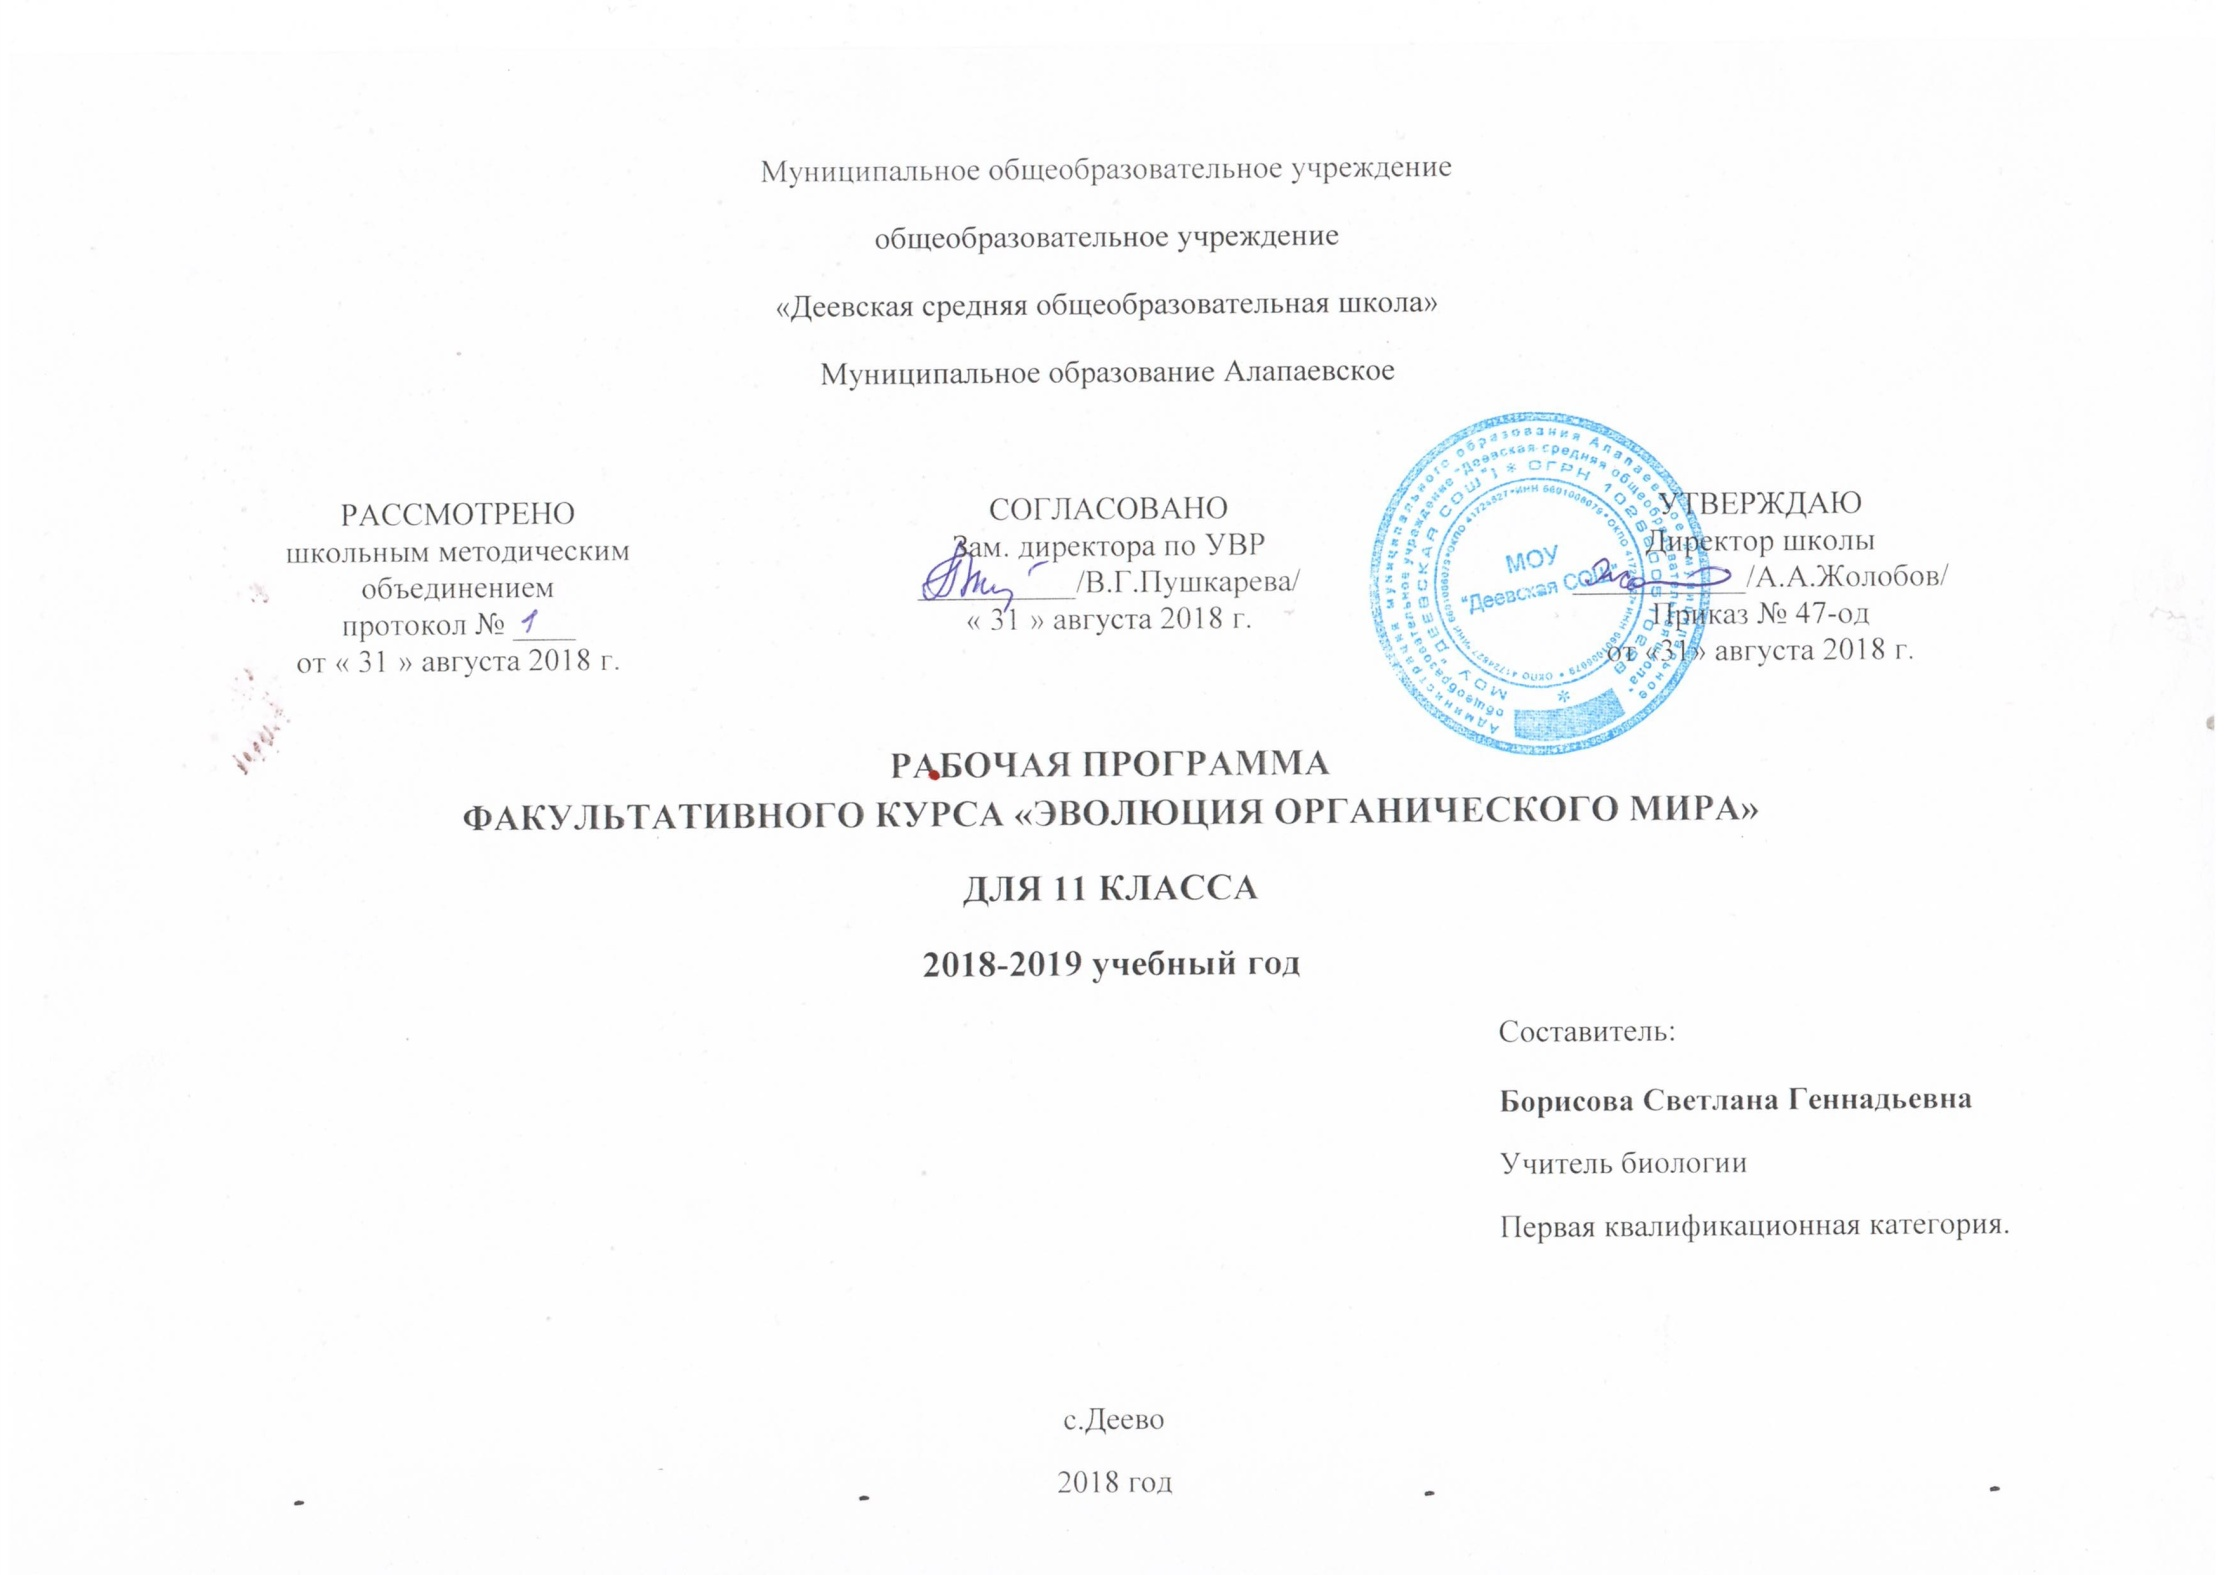 Муниципальное общеобразовательное учреждение
общеобразовательное учреждение
«Деевская средняя общеобразовательная школа»
Муниципальное образование Алапаевское
РАССМОТРЕНО
школьным методическим
объединением
протокол № 1
от « 31 » августа 2018 г.
СОГЛАСОВАНО
Зам. директора по УВР
/В.Г.Пушкарева/
« 31 » августа 2018 г.
УТВЕРЖДАЮ
Директор школы
/А.А.Жолобов/
Приказ № 47-од
от «31» августа 2018 г.
МОУ
"Деевская СОШ"
РАБОЧАЯ ПРОГРАММА
ФАКУЛЬТАТИВНОГО КУРСА «ЭВОЛЮЦИЯ ОРГАНИЧЕСКОГО МИРА»
ДЛЯ 11 КЛАССА
2018-2019 учебный год
Составитель:
Борисова Светлана Геннадьевна
Учитель биологии
Первая квалификационная категория.
с.Деево
2018 год